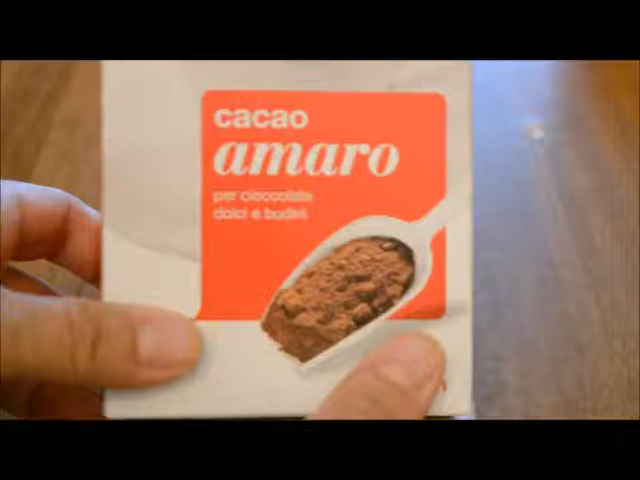 cacao
amaro
per cioccolate
dolci e budini